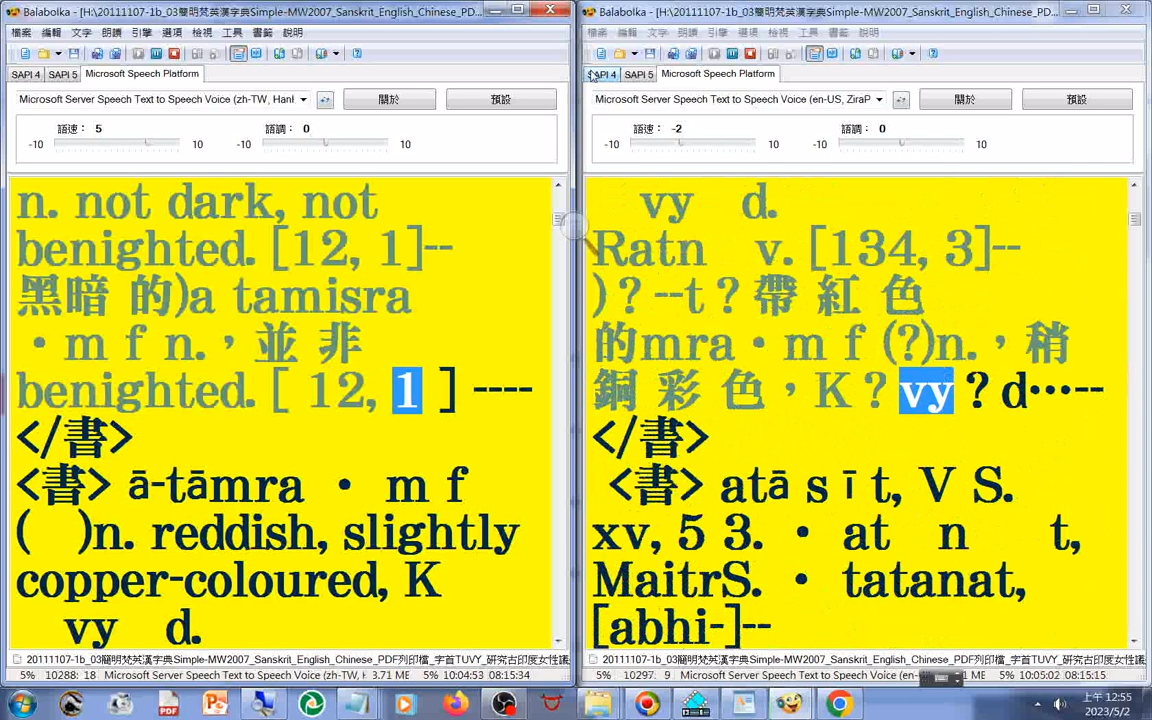 Balabolka - [H:\20111107-1b_03簡明梵英漢字典Simple-MW2007_Sanskrit_English_Chinese_PD...
檔案 編輯 文字 朗讀 引擎 選項 檢視 工具 書籤 說明
SAPI 4 SAPI 5 Microsoft Speech Platform
Microsoft Server Speech Text to Speech Voice (zh-TW, Hanl
關於 預設
語速： 5 語調： 0
-10 10 -10 10
n. not dark, not
benighted. [12, 1]--
黑暗 的)a tamisra
・m f n.，並 非
benighted. [ 12, 1 ] ----
</書>
<書> ā-tāmra ・ m f
( )n. reddish, slightly
copper-coloured, K
vy d.
20111107-1b_03簡明梵英漢字典Simple-MW2007_Sanskrit_English_Chinese_PDF列印檔_字首TUVY_研究古印度女性議
5% 10288: 18 Microsoft Server Speech Text to Speech Voice (zh-TW, H 3.71 ME 5% 10:04:53 08:15:34
Balabolka - [H:\20111107-1b_03簡明梵英漢字典Simple-MW2007_Sanskrit_English_Chinese_PD...
檔案 編輯 文字 朗讀 引擎 選項 檢視 工具 書籤 說明
SAPI 4 SAPI 5 Microsoft Speech Platform
Microsoft Server Speech Text to Speech Voice (en-US, ZiraP
關於 預設
語速： -2 語調： 0
-10 10 -10 10
vy d.
Ratn v. [134, 3]--
)？--t？帶 紅 色
的mra・m f (?)n.，稍
銅 彩 色，K？vy？d…--
</書>
<書> atā s ī t, V S.
xv, 5 3. ・ at n t,
MaitrS. ・ tatanat,
[abhi-]--
20111107-1b_03簡明梵英漢字典Simple-MW2007_Sanskrit_English_Chinese_PDF列印檔_字首TUVY_研究古印度女性議
5% 10297: 9 Microsoft Server Speech Text to Speech Voice (en- ME 5% 10:05:02 08:15:15
上午 12:55
2023/5/2